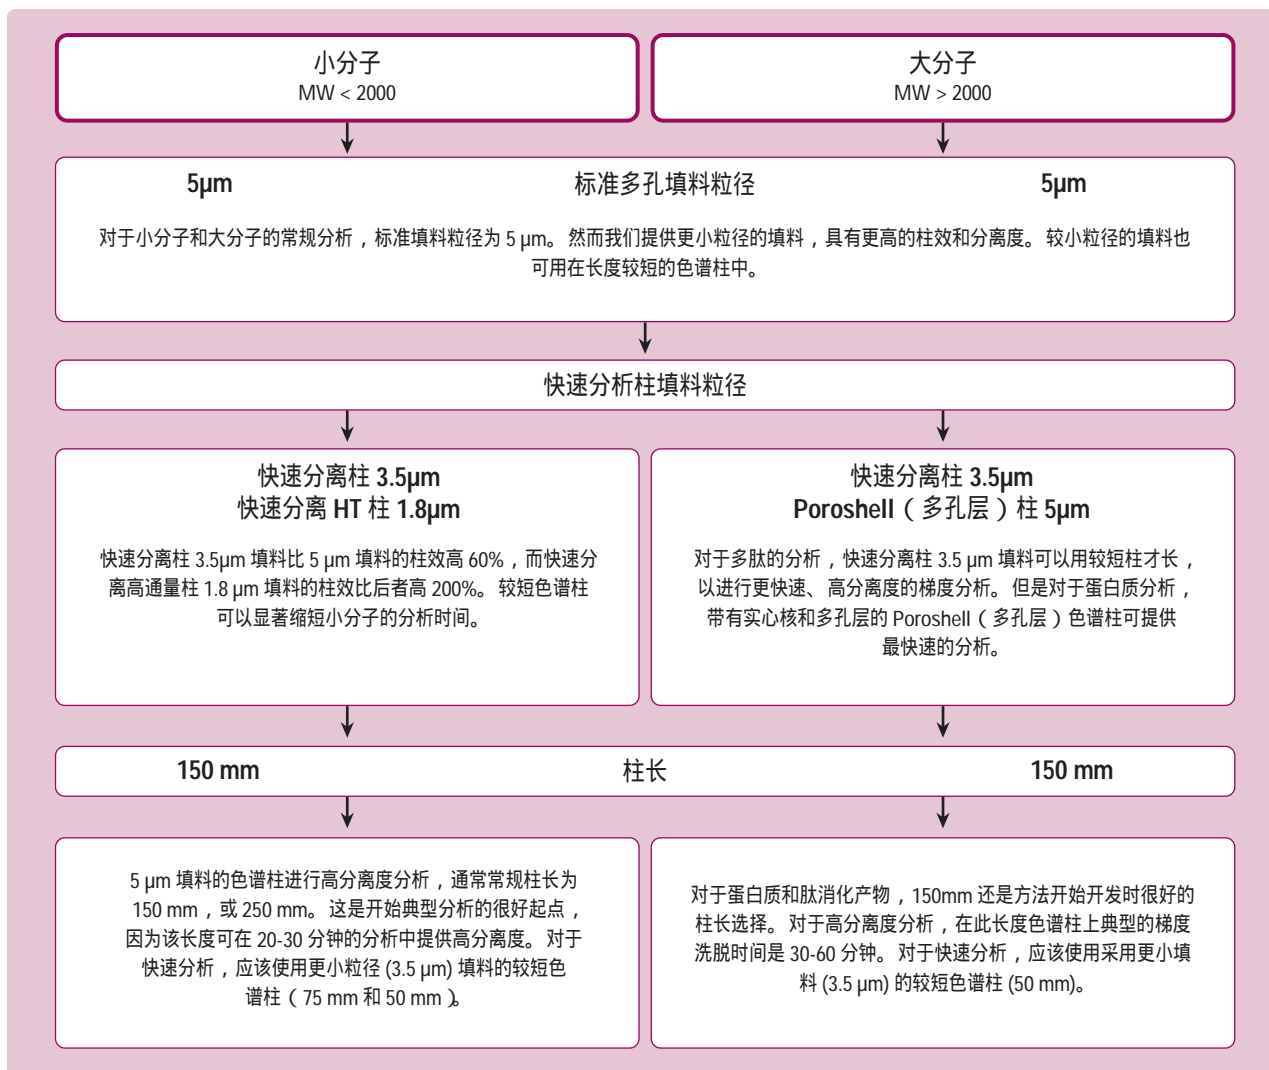 小分子
MW < 2000
大分子
MW > 2000
5µm 标准多孔填料粒径 5µm
对于小分子和大分子的常规分析，标准填料粒径为 5 µm。然而我们提供更小粒径的填料，具有更高的柱效和分离度。较小粒径的填料也
可用在长度较短的色谱柱中。
快速分析柱填料粒径
快速分离柱 3.5µm
快速分离 HT 柱 1.8µm
快速分离柱 3.5µm 填料比 5 µm 填料的柱效高 60%，而快速分
离高通量柱 1.8 µm 填料的柱效比后者高 200%。较短色谱柱
可以显著缩短小分子的分析时间。
快速分离柱 3.5µm
Poroshell（多孔层）柱 5µm
对于多肽的分析，快速分离柱 3.5 µm 填料可以用较短柱才长，
以进行更快速、高分离度的梯度分析。但是对于蛋白质分析，
带有实心核和多孔层的 Poroshell（多孔层）色谱柱可提供
最快速的分析。
150 mm 柱长 150 mm
5 µm 填料的色谱柱进行高分离度分析，通常常规柱长为
150 mm，或 250 mm。这是开始典型分析的很好起点，
因为该长度可在 20-30 分钟的分析中提供高分离度。对于
快速分析，应该使用更小粒径 (3.5 µm) 填料的较短色
谱柱（75 mm 和 50 mm）。
对于蛋白质和肽消化产物，150mm 还是方法开始开发时很好的
柱长选择。对于高分离度分析，在此长度色谱柱上典型的梯度
洗脱时间是 30-60 分钟。对于快速分析，应该使用采用更小填
料 (3.5 µm) 的较短色谱柱 (50 mm)。